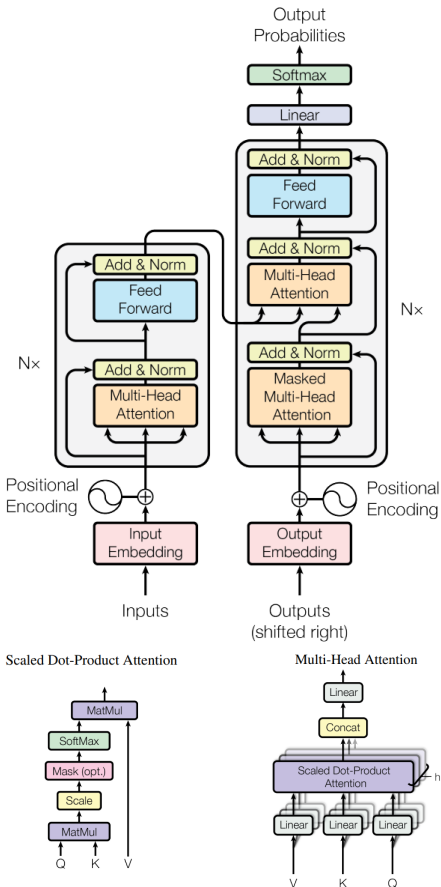 Output
Probabilities
Softmax
Linear
Add & Norm
Feed
Forward
Add & Norm
Multi-Head
Attention
Add & Norm
Masked
Multi-Head
Attention
N×
Add & Norm
Feed
Forward
N×
Add & Norm
Multi-Head
Attention
Positional
Encoding
Positional
Encoding
Input
Embedding
Output
Embedding
Inputs
Outputs
(shifted right)
Scaled Dot-Product Attention
MatMul
SoftMax
Mask (opt.)
Scale
MatMul
Q K V
Multi-Head Attention
Linear
Concat
Scaled Dot-Product
Attention
h
Linear Linear Linear
V K Q